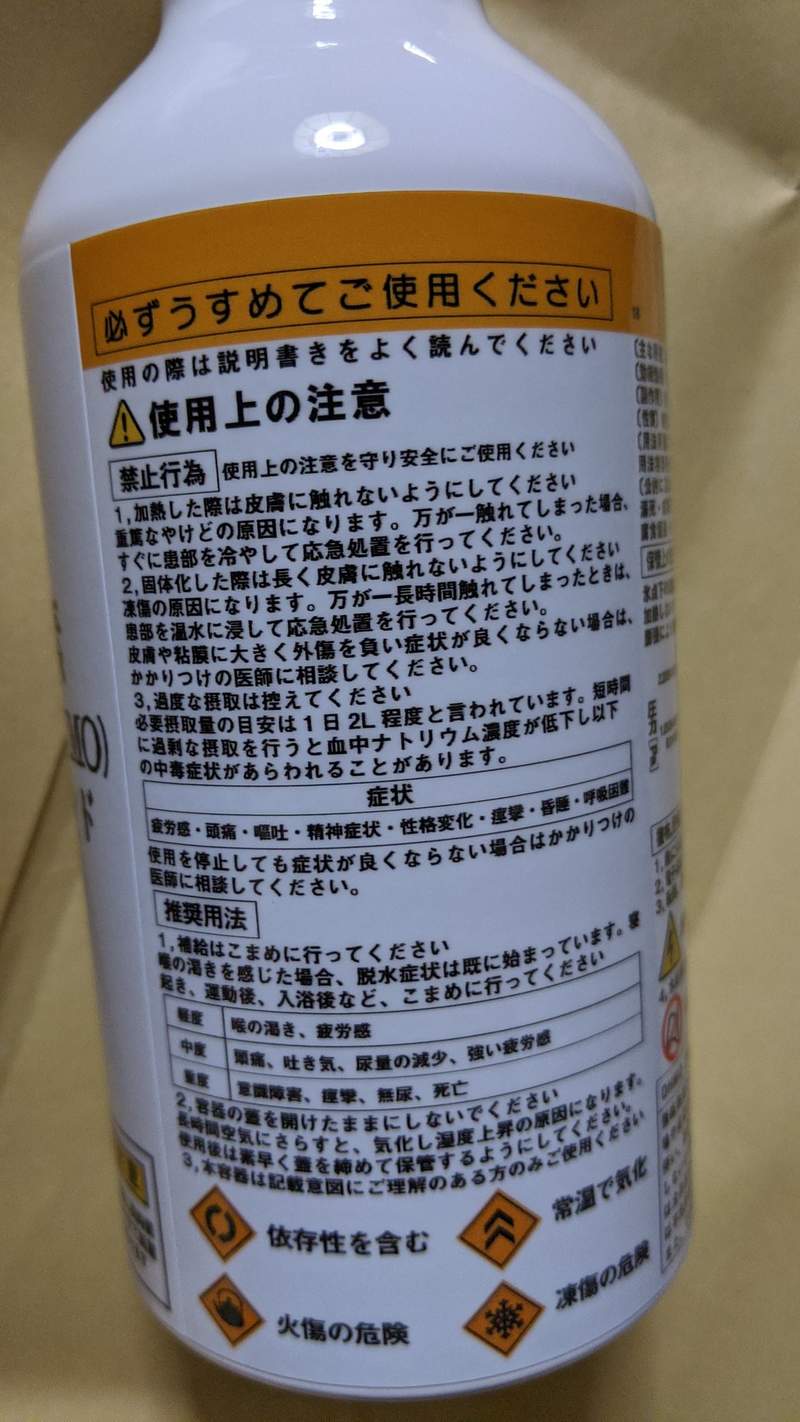 必ずうすめてご使用ください
使用の際は説明書きをよく読んでください
使用上の注意
禁止行為 使用上の注意を守り安全にご使用ください
1,加熱した際は皮膚に触れないようにしてください
重篤なやけどの原因になります。万が一触れてしまった場合、
すぐに患部を冷やして応急処置を行ってください。
2,固体化した際は長く皮膚に触れないようにしてください
凍傷の原因になります。万が一長時間触れてしまったときは、
患部を温水に浸して応急処置を行ってください。
皮膚や粘膜に大きく外傷を負い症状が良くならない場合は、
かかりつけの医師に相談してください。
3,過度な摂取は控えてください
必要摂取量の目安は1日2L程度と言われています。短時間
に過剰な摂取を行うと血中ナトリウム濃度が低下し以下
の中毒症状があらわれることがあります。
症状
疲労感・頭痛・嘔吐・精神症状・性格変化・痙攣・昏睡・呼吸困難
使用を停止しても症状が良くならない場合はかかりつけの
医師に相談してください。
推奨用法
1,補給はこまめに行ってください
喉の渇きを感じた場合、脱水症状は既に始まっています。寝
起き、運動後、入浴後など、こまめに行ってください
軽度 喉の渇き、疲労感
中度 頭痛、吐き気、尿量の減少、強い疲労感
重度 意識障害、痙攣、無尿、死亡
2,容器の蓋を開けたままにしないでください
長時間空気にさらすと、気化し湿度上昇の原因になります。
使用後は素早く蓋を締めて保管するようにしてください。
3,本容器は記載意図にご理解のある方のみご使用ください
依存性を含む 常温で気化
火傷の危険 凍傷の危険
MO)
ド